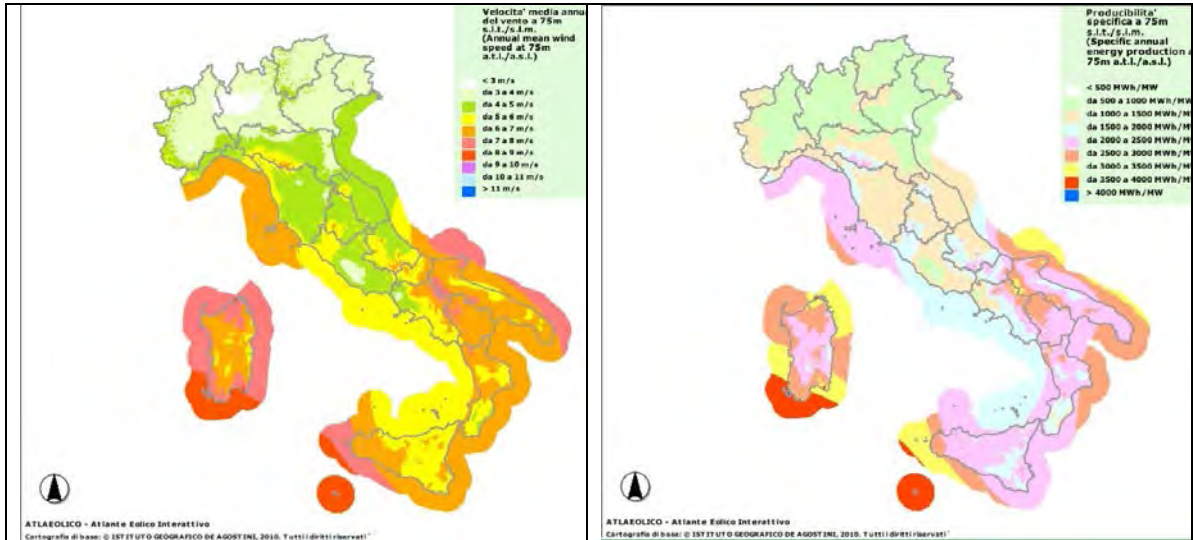 Velocita' media annua
del vento a 75m
s.l.t./s.l.m.
(Annual mean wind
speed at 75m
a.t.l./a.s.l.)
< 3 m/s
da 3 a 4 m/s
da 4 a 5 m/s
da 5 a 6 m/s
da 6 a 7 m/s
da 7 a 8 m/s
da 8 a 9 m/s
da 9 a 10 m/s
da 10 a 11 m/s
> 11 m/s
ATLAEOLICO - Atlante Eolico Interattivo
Cartografia di base: © ISTITUTO GEOGRAFICO DE AGOSTINI, 2010. Tutti i diritti riservati
Producibilita'
specifica a 75m
s.l.t./s.l.m.
(Specific annual
energy production a
75m a.t.l./a.s.l.)
< 500 MWh/MW
da 500 a 1000 MWh/MW
da 1000 a 1500 MWh/MW
da 1500 a 2000 MWh/MW
da 2000 a 2500 MWh/MW
da 2500 a 3000 MWh/MW
da 3000 a 3500 MWh/MW
da 3500 a 4000 MWh/MW
> 4000 MWh/MW
ATLAEOLICO - Atlante Eolico Interattivo
Cartografia di base: © ISTITUTO GEOGRAFICO DE AGOSTINI, 2010. Tutti i diritti riservati